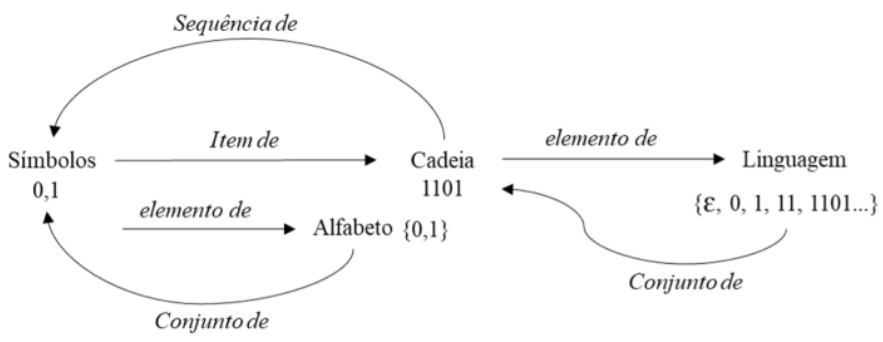 Sequência de
Item de
elemento de
Símbolos
Cadeia
Linguagem
0,1
1101
elemento de
Alfabeto {0,1}
{ε, 0, 1, 11, 1101...}
Conjunto de
Conjunto de